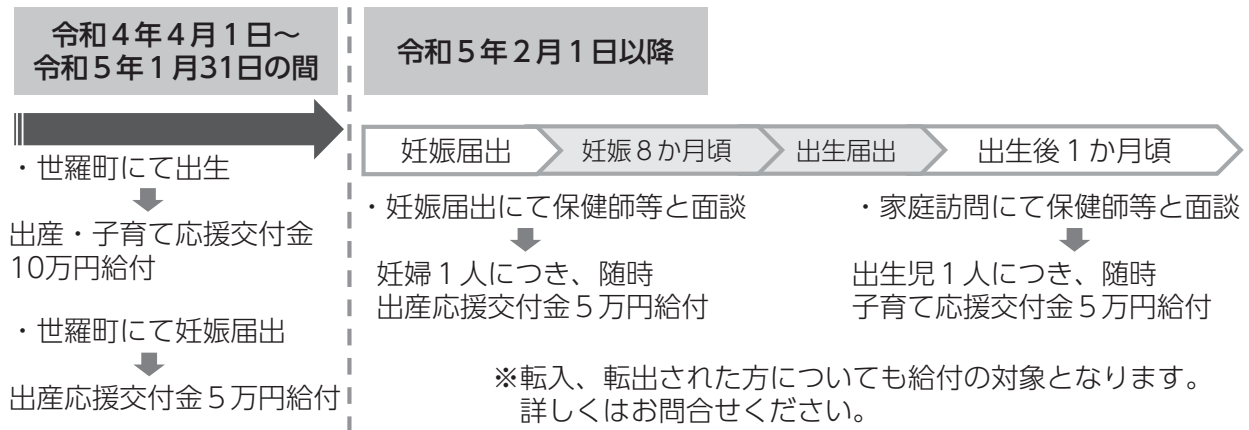 令和４年４月１日～
令和５年１月31日の間
・世羅町にて出生
出産・子育て応援交付金
10万円給付
・世羅町にて妊娠届出
出産応援交付金５万円給付
令和５年２月１日以降
妊娠届出
妊娠８か月頃
出生届出
出生後１か月頃
・妊娠届出にて保健師等と面談
妊婦１人につき、随時
出産応援交付金５万円給付
・家庭訪問にて保健師等と面談
出生児１人につき、随時
子育て応援交付金５万円給付
※転入、転出された方についても給付の対象となります。
詳しくはお問合せください。